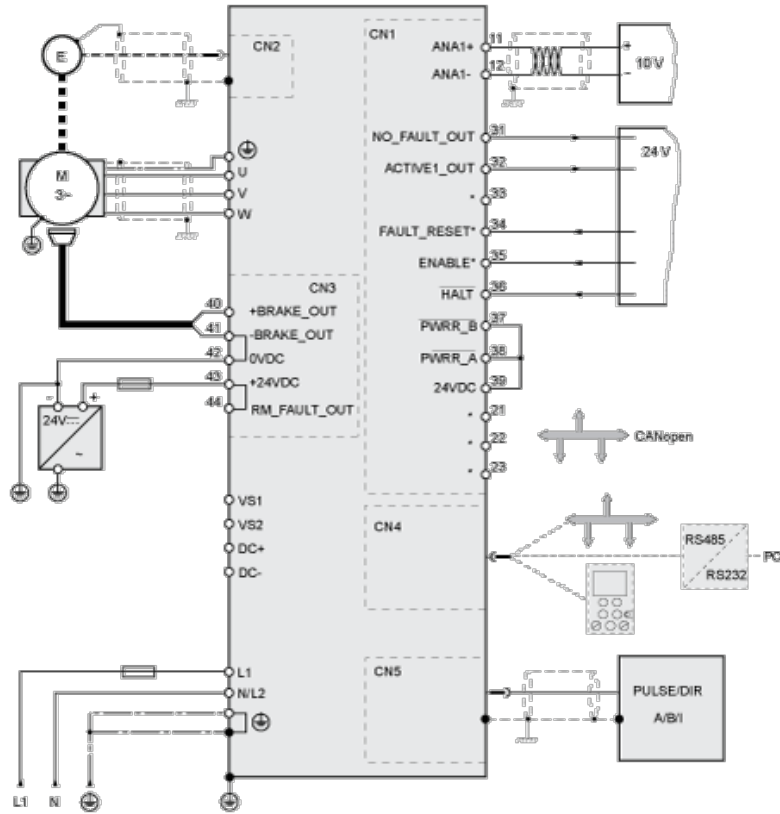 CN2
CN1
ANA1+
11
+
10 V
ANA1-
12
-
E
NO_FAULT_OUT
31
24 V
ACTIVE1_OUT
32
*
33
FAULT_RESET*
34
ENABLE*
35
HALT
36
PWRR_B
37
PWRR_A
38
24VDC
39
*
21
*
22
*
23
M
3~
U
V
W
CN3
40
+BRAKE_OUT
41
-BRAKE_OUT
42
0VDC
43
+24VDC
44
RM_FAULT_OUT
-
+
24V
~
CANopen
VS1
VS2
DC+
DC-
CN4
RS485
RS232
PC
CN5
L1
N/L2
PULSE/DIR
A/B/I
L1
N